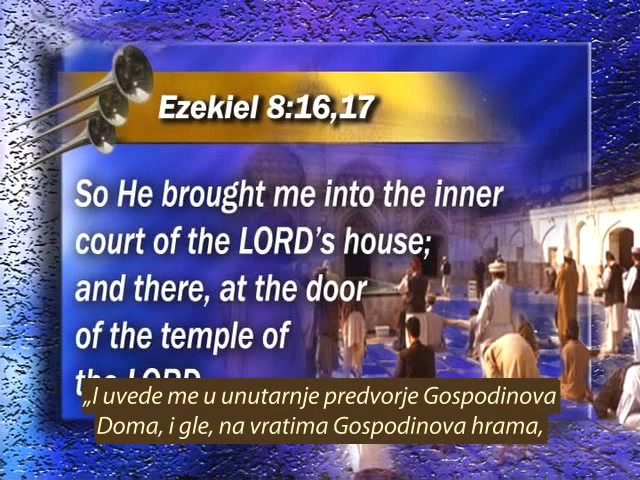 Ezekiel 8:16,17
So He brought me into the inner
court of the LORD's house;
and there, at the door
of the temple of
the LORD
„I uvede me u unutarnje predvorje Gospodinova
Doma, i gle, na vratima Gospodinova hrama,